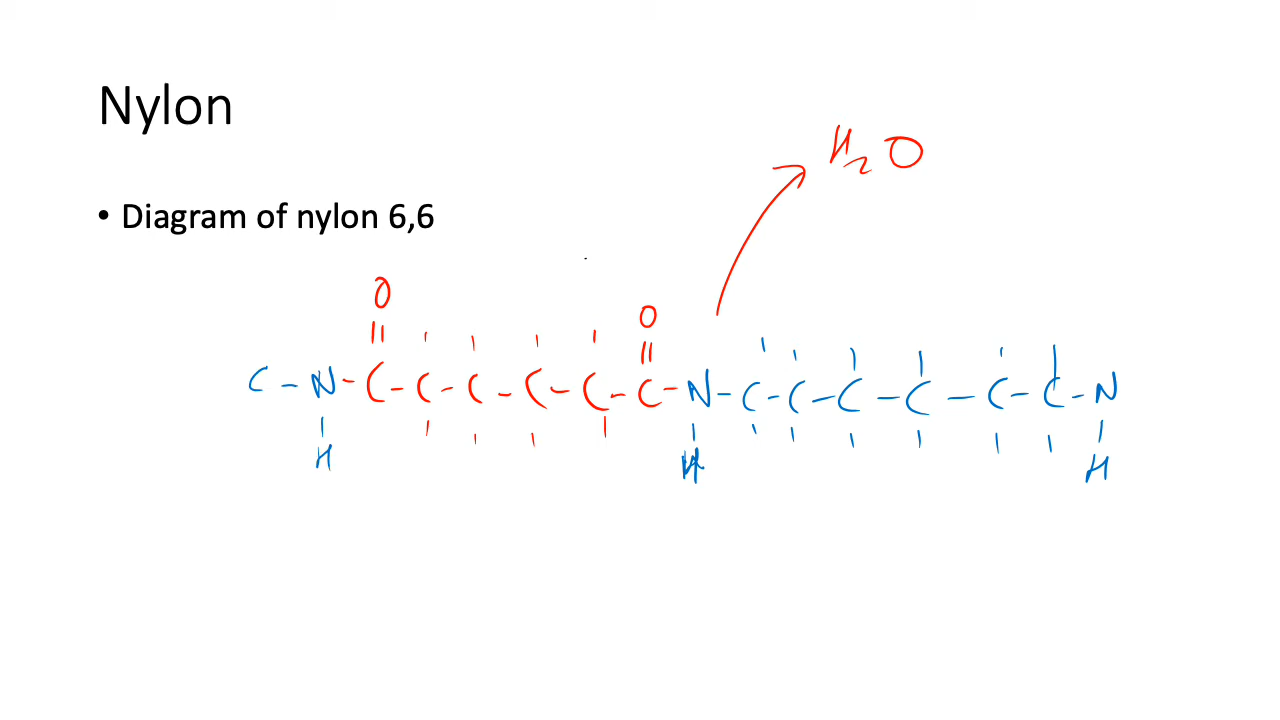 Nylon
H2O
• Diagram of nylon 6,6
O
O
C - N - C - C - C - C - C - C - N - C - C - C - C - C - C - N
H H H